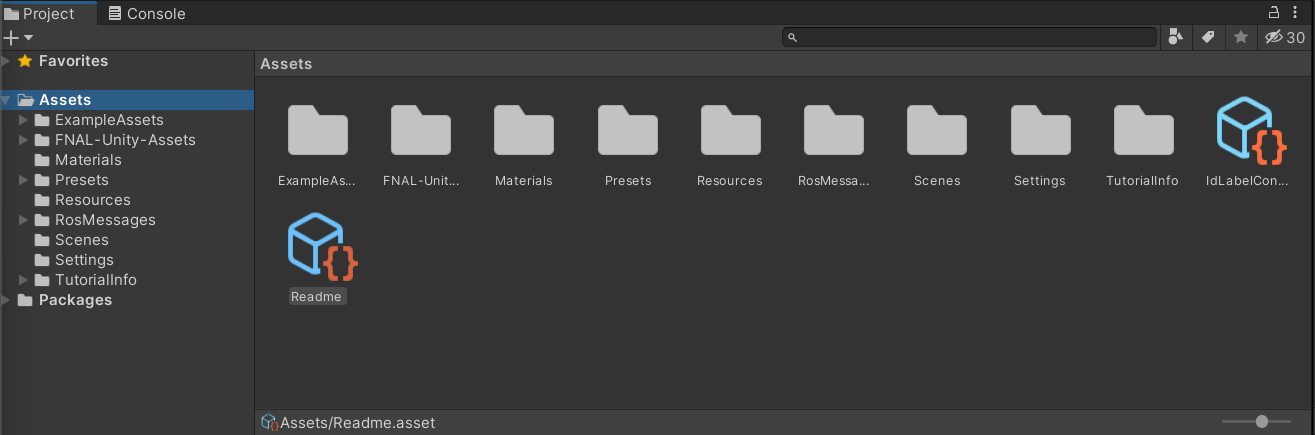 Project Console
30
Favorites
Assets
ExampleAssets
FNAL-Unity-Assets
Materials
Presets
Resources
RosMessages
Scenes
Settings
TutorialInfo
Packages
Assets
ExampleAs... FNAL-Unit... Materials Presets Resources RosMessa... Scenes Settings TutorialInfo IdLabelCon...
Readme
Assets/Readme.asset